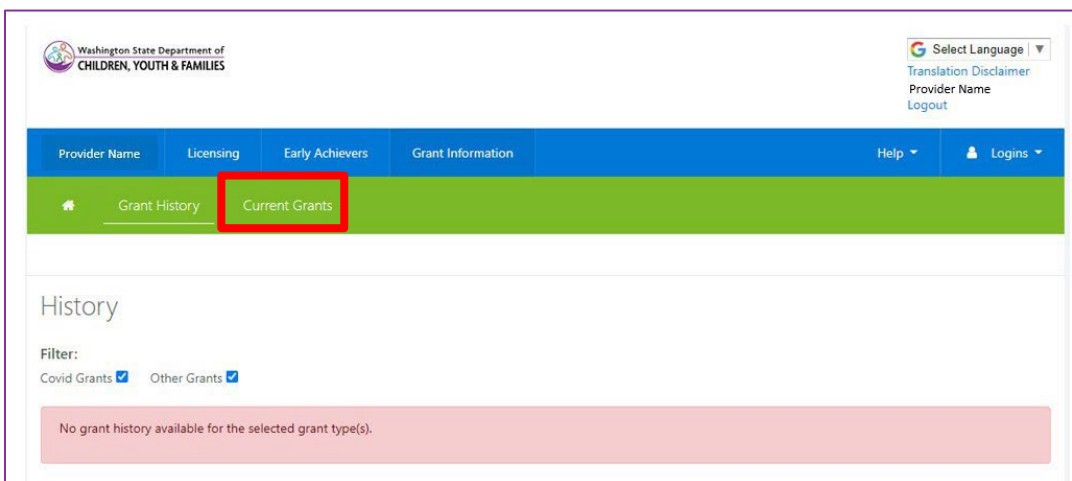 Washington State Department of
CHILDREN, YOUTH & FAMILIES
G Select Language ▼
Translation Disclaimer
Provider Name
Logout
Provider Name Licensing Early Achievers Grant Information Help Logins
Grant History Current Grants
History
Filter:
Covid Grants Other Grants
No grant history available for the selected grant type(s).